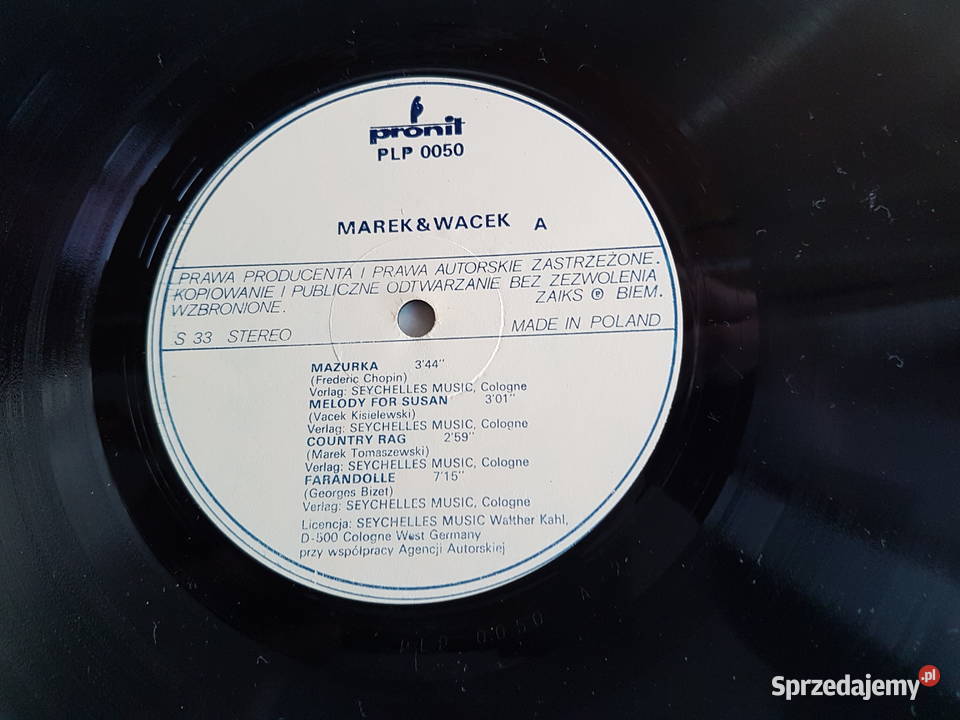 pronit
PLP 0050
MAREK & WACEK A
PRAWA PRODUCENTA I PRAWA AUTORSKIE ZASTRZEŻONE.
KOPIOWANIE I PUBLICZNE ODTWARZANIE BEZ ZEZWOLENIA
WZBRONIONE. ZAIKS ℗ BIEM.
S 33 STEREO MADE IN POLAND
MAZURKA 3'44"
(Frederic Chopin)
Verlag: SEYCHELLES MUSIC, Cologne
MELODY FOR SUSAN 3'01"
(Vacek Kisielewski)
Verlag: SEYCHELLES MUSIC, Cologne
COUNTRY RAG 2'59"
(Marek Tomaszewski)
Verlag: SEYCHELLES MUSIC, Cologne
FARANDOLLE 7'15"
(Georges Bizet)
Verlag: SEYCHELLES MUSIC, Cologne
Licencja: SEYCHELLES MUSIC Walther Kahl,
D-500 Cologne West Germany
przy współpracy Agencji Autorskiej
PLP 0050 A
K
Sprzedajemy.pl